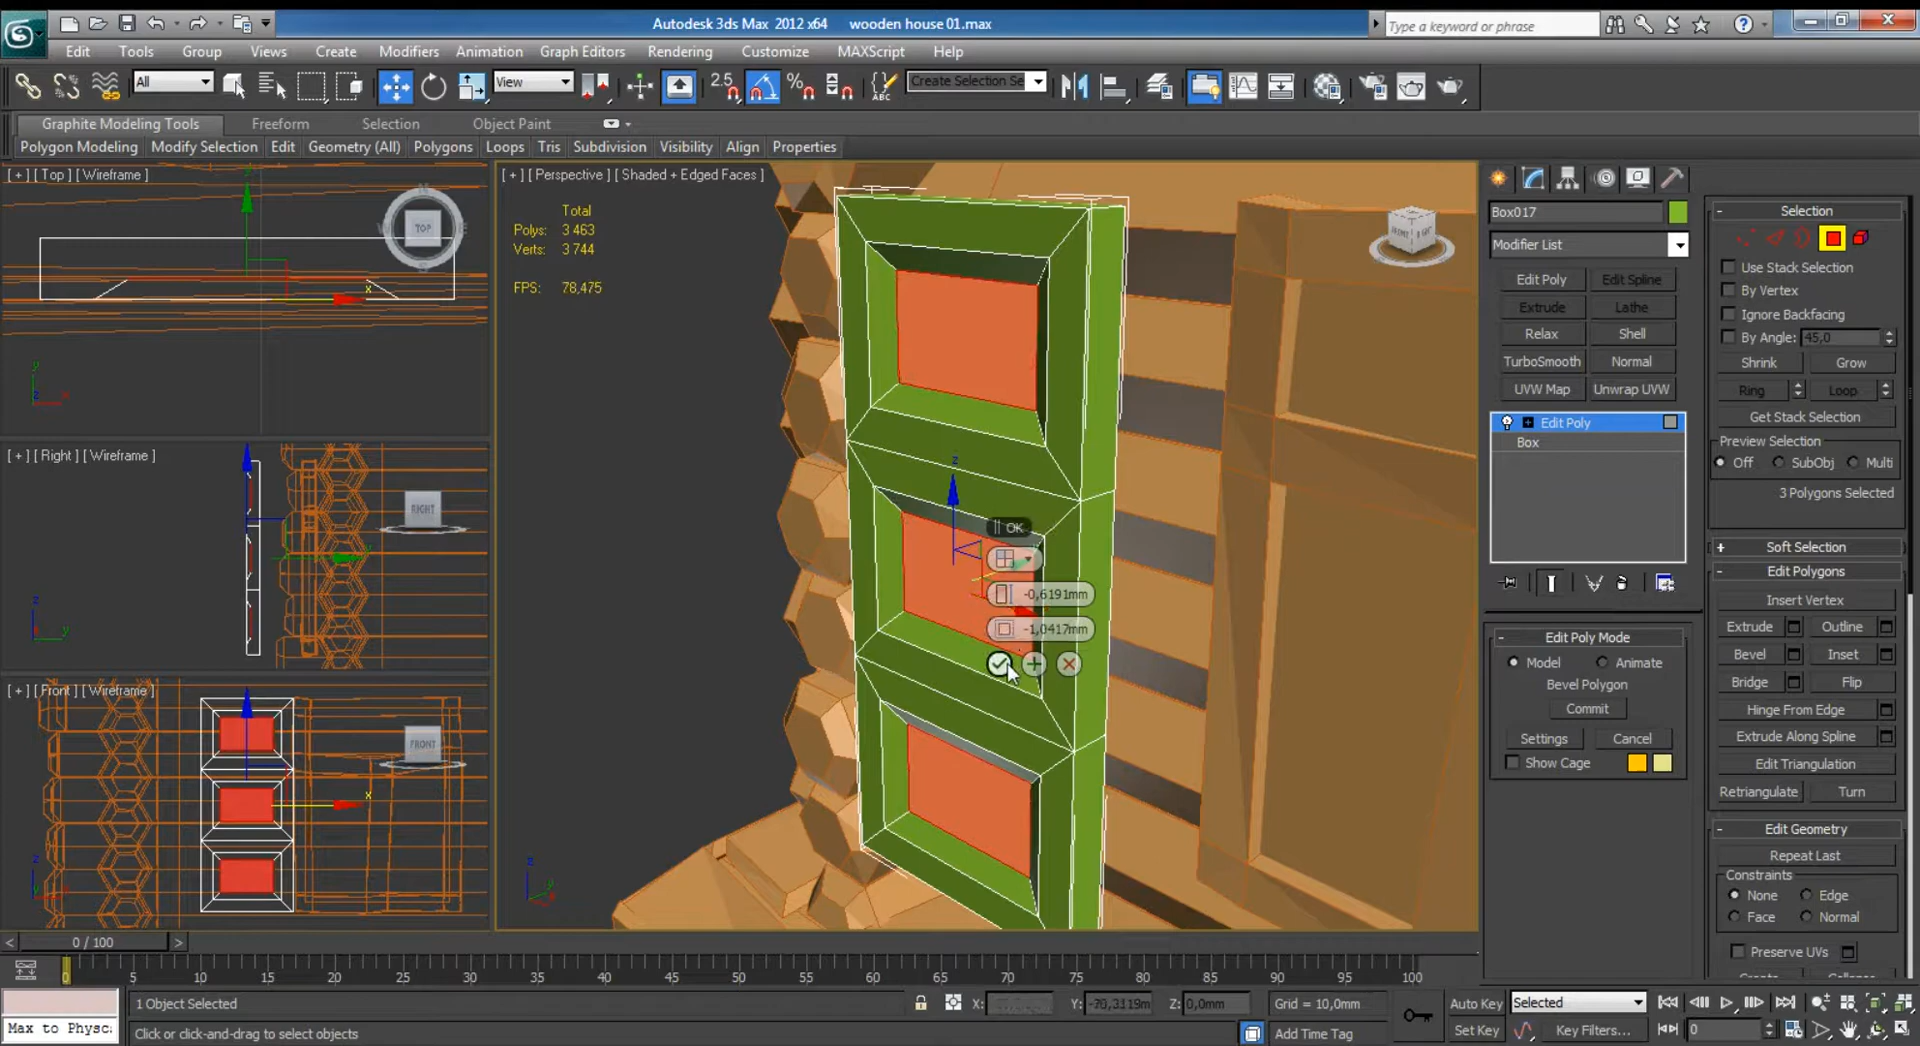 Autodesk 3ds Max 2012 x64 wooden house 01.max
Type a keyword or phrase
Edit Tools Group Views Create Modifiers Animation Graph Editors Rendering Customize MAXScript Help
All View 2.5 % ABC Create Selection Se
Graphite Modeling Tools Freeform Selection Object Paint
Polygon Modeling Modify Selection Edit Geometry (All) Polygons Loops Tris Subdivision Visibility Align Properties
[ + ] [ Top ] [ Wireframe ]
TOP
[ + ] [ Right ] [ Wireframe ]
RIGHT
[ + ] [ Front ] [ Wireframe ]
FRONT
[ + ] [ Perspective ] [ Shaded + Edged Faces ]
Total
Polys: 3 463
Verts: 3 744
FPS: 78,475
FRONT RIGHT
OK
-0,6191mm
-1,0417mm
Box017
Modifier List
Edit Poly Edit Spline
Extrude Lathe
Relax Shell
TurboSmooth Normal
UVW Map Unwrap UVW
Edit Poly
Box
Edit Poly Mode
Model Animate
Bevel Polygon
Commit
Settings Cancel
Show Cage
Selection
Use Stack Selection
By Vertex
Ignore Backfacing
By Angle: 45,0
Shrink Grow
Ring Loop
Get Stack Selection
Preview Selection
Off SubObj Multi
3 Polygons Selected
Soft Selection
Edit Polygons
Insert Vertex
Extrude Outline
Bevel Inset
Bridge Flip
Hinge From Edge
Extrude Along Spline
Edit Triangulation
Retriangulate Turn
Edit Geometry
Repeat Last
Constraints
None Edge
Face Normal
Preserve UVs
Create Collapse
< 0 / 100 >
0 5 10 15 20 25 30 35 40 45 50 55 60 65 70 75 80 85 90 95 100
1 Object Selected X: Y: -70,3119m Z: 0,0mm Grid = 10,0mm Auto Key Selected
Max to Physc: Click or click-and-drag to select objects Add Time Tag Set Key Key Filters... 0